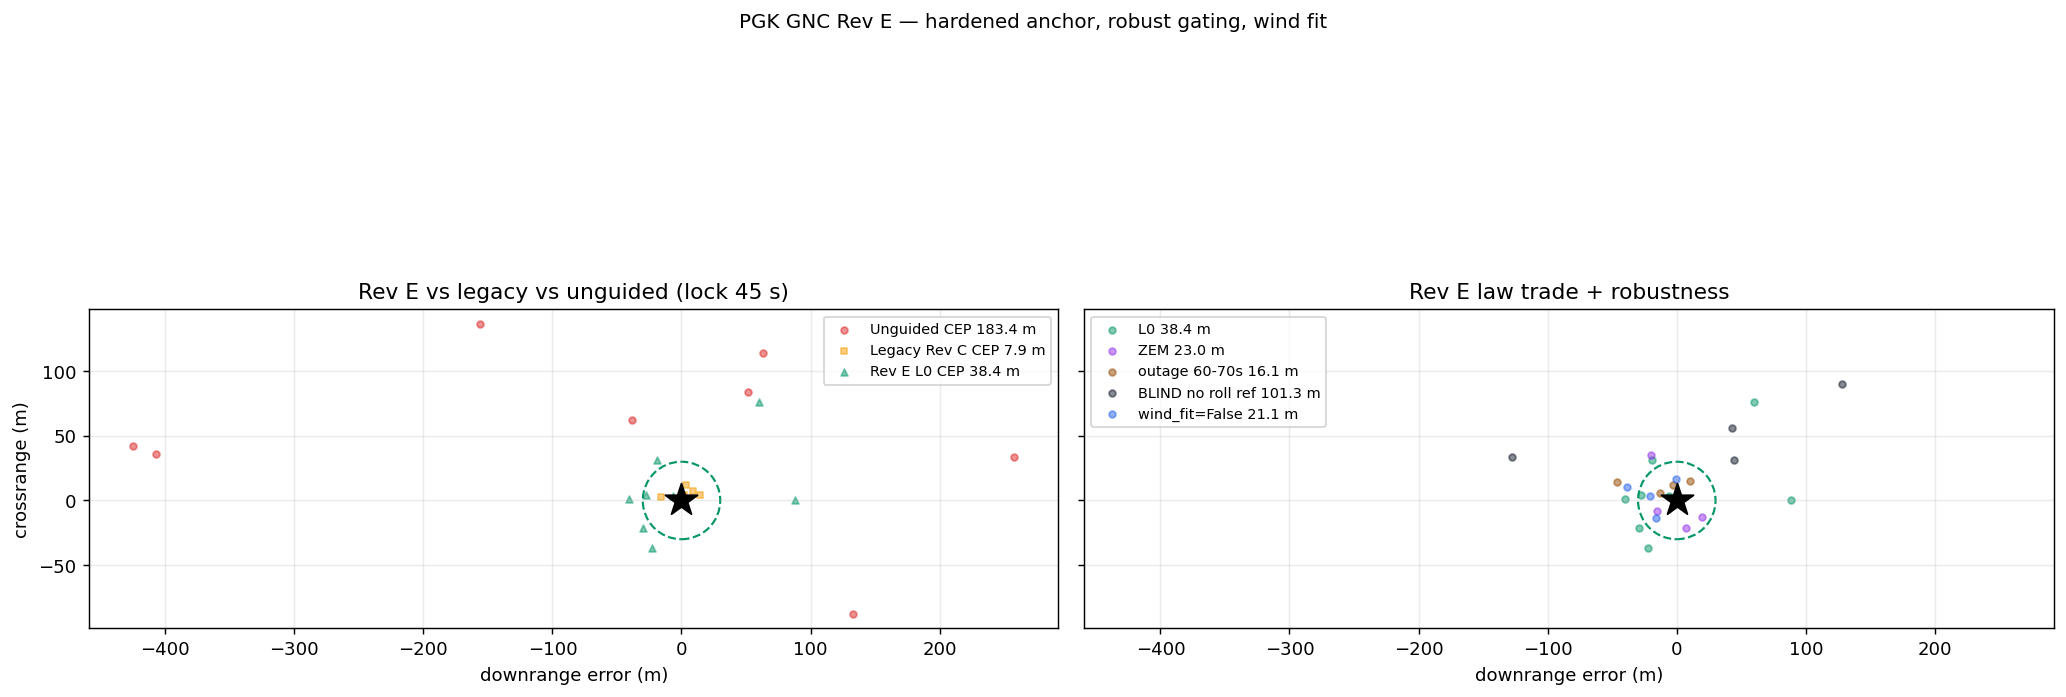 PGK GNC Rev E — hardened anchor, robust gating, wind fit
Rev E vs legacy vs unguided (lock 45 s)
Unguided CEP 183.4 m
Legacy Rev C CEP 7.9 m
Rev E L0 CEP 38.4 m
100
50
0
−50
crossrange (m)
−400
−300
−200
−100
0
100
200
downrange error (m)
Rev E law trade + robustness
L0 38.4 m
ZEM 23.0 m
outage 60-70s 16.1 m
BLIND no roll ref 101.3 m
wind_fit=False 21.1 m
−400
−300
−200
−100
0
100
200
downrange error (m)